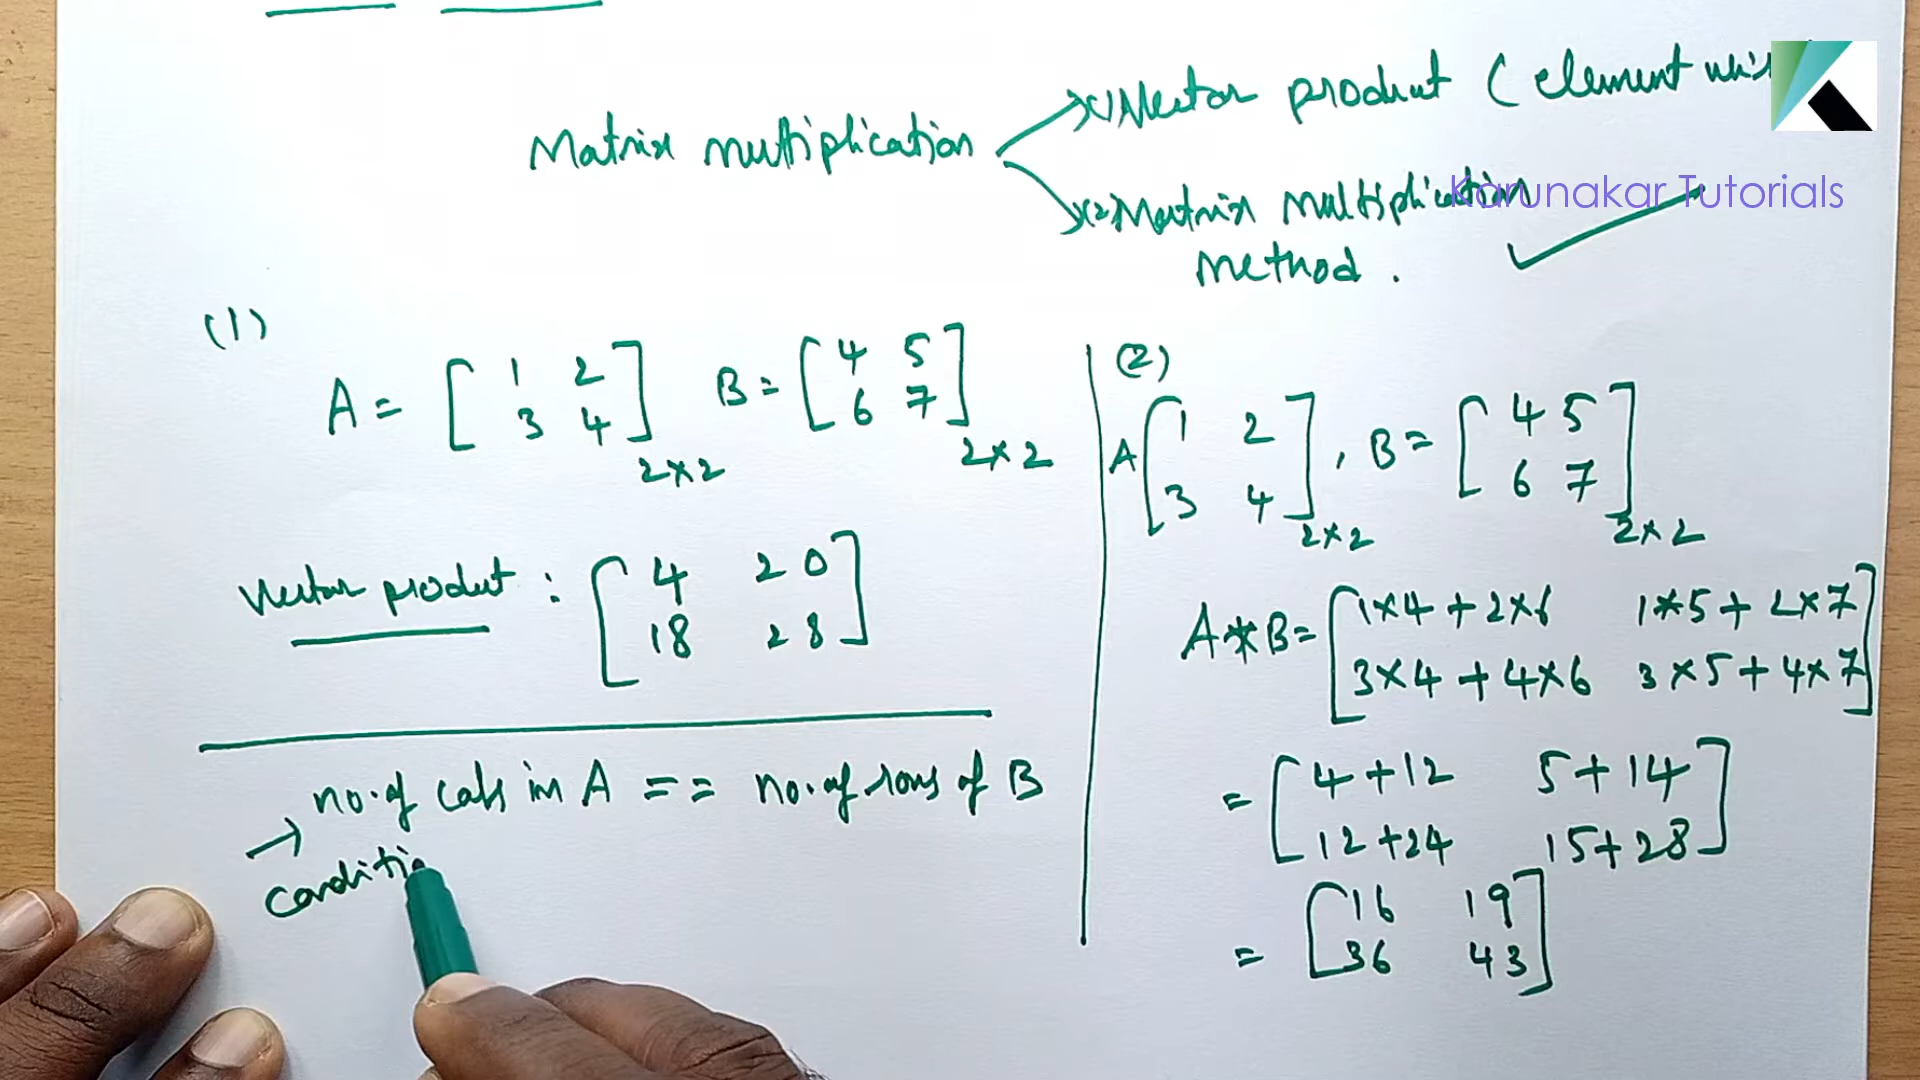 Matrix multiplication
(1) Vector product (element wis
(2) Matrix multiplication
method.
Karunakar Tutorials
(1)
A = [ 1 2
3 4 ] 2×2
B = [ 4 5
6 7 ] 2×2
Vector product : [ 4 20
18 28 ]
→ no. of cols in A == no. of rows of B
conditi
(2)
A [ 1 2
3 4 ] 2×2
, B = [ 4 5
6 7 ] 2×2
A*B = [ 1×4 + 2×6 1*5 + 2×7
3×4 + 4×6 3×5 + 4×7 ]
= [ 4+12 5+14
12+24 15+28 ]
= [ 16 19
36 43 ]